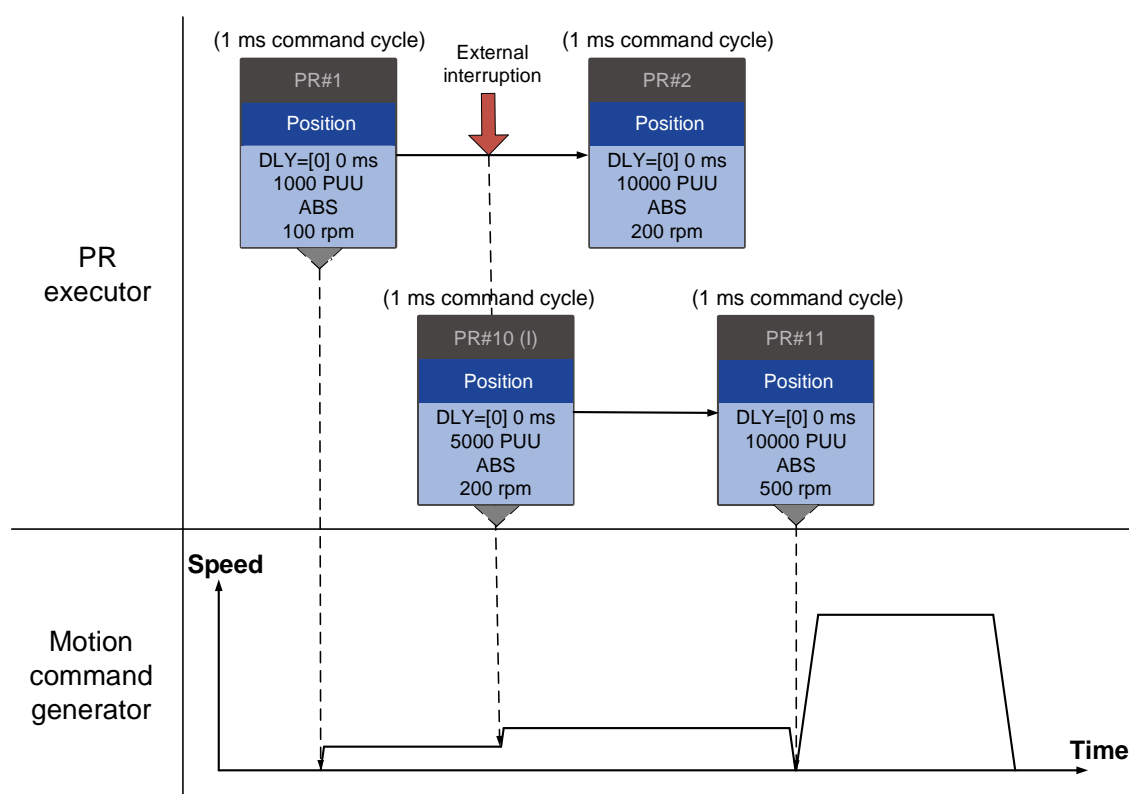 (1 ms command cycle)
External
interruption
(1 ms command cycle)
PR#1
Position
DLY=[0] 0 ms
1000 PUU
ABS
100 rpm
PR#2
Position
DLY=[0] 0 ms
10000 PUU
ABS
200 rpm
PR
executor
(1 ms command cycle)
(1 ms command cycle)
PR#10 (I)
Position
DLY=[0] 0 ms
5000 PUU
ABS
200 rpm
PR#11
Position
DLY=[0] 0 ms
10000 PUU
ABS
500 rpm
Speed
Motion
command
generator
Time